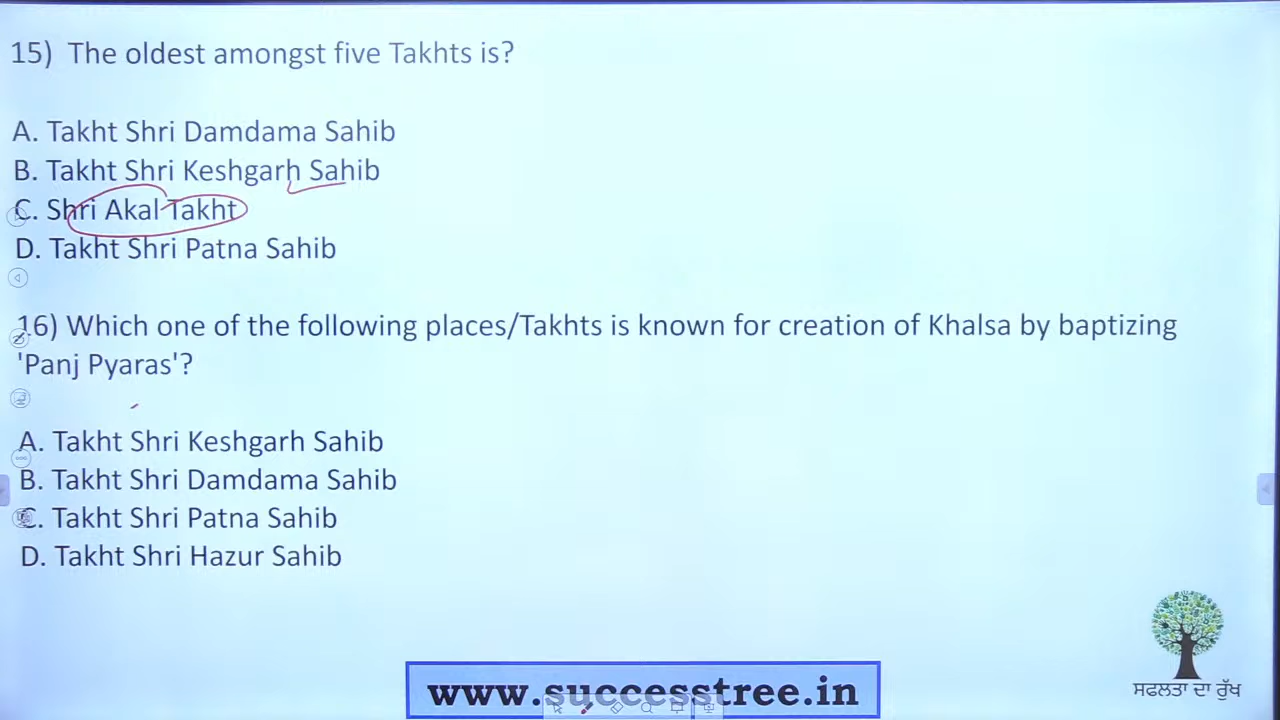 15) The oldest amongst five Takhts is?
A. Takht Shri Damdama Sahib
B. Takht Shri Keshgarh Sahib
C. Shri Akal Takht
D. Takht Shri Patna Sahib
16) Which one of the following places/Takhts is known for creation of Khalsa by baptizing
'Panj Pyaras'?
A. Takht Shri Keshgarh Sahib
B. Takht Shri Damdama Sahib
C. Takht Shri Patna Sahib
D. Takht Shri Hazur Sahib
ਸਫਲਤਾ ਦਾ ਰੁੱਖ
www.successtree.in